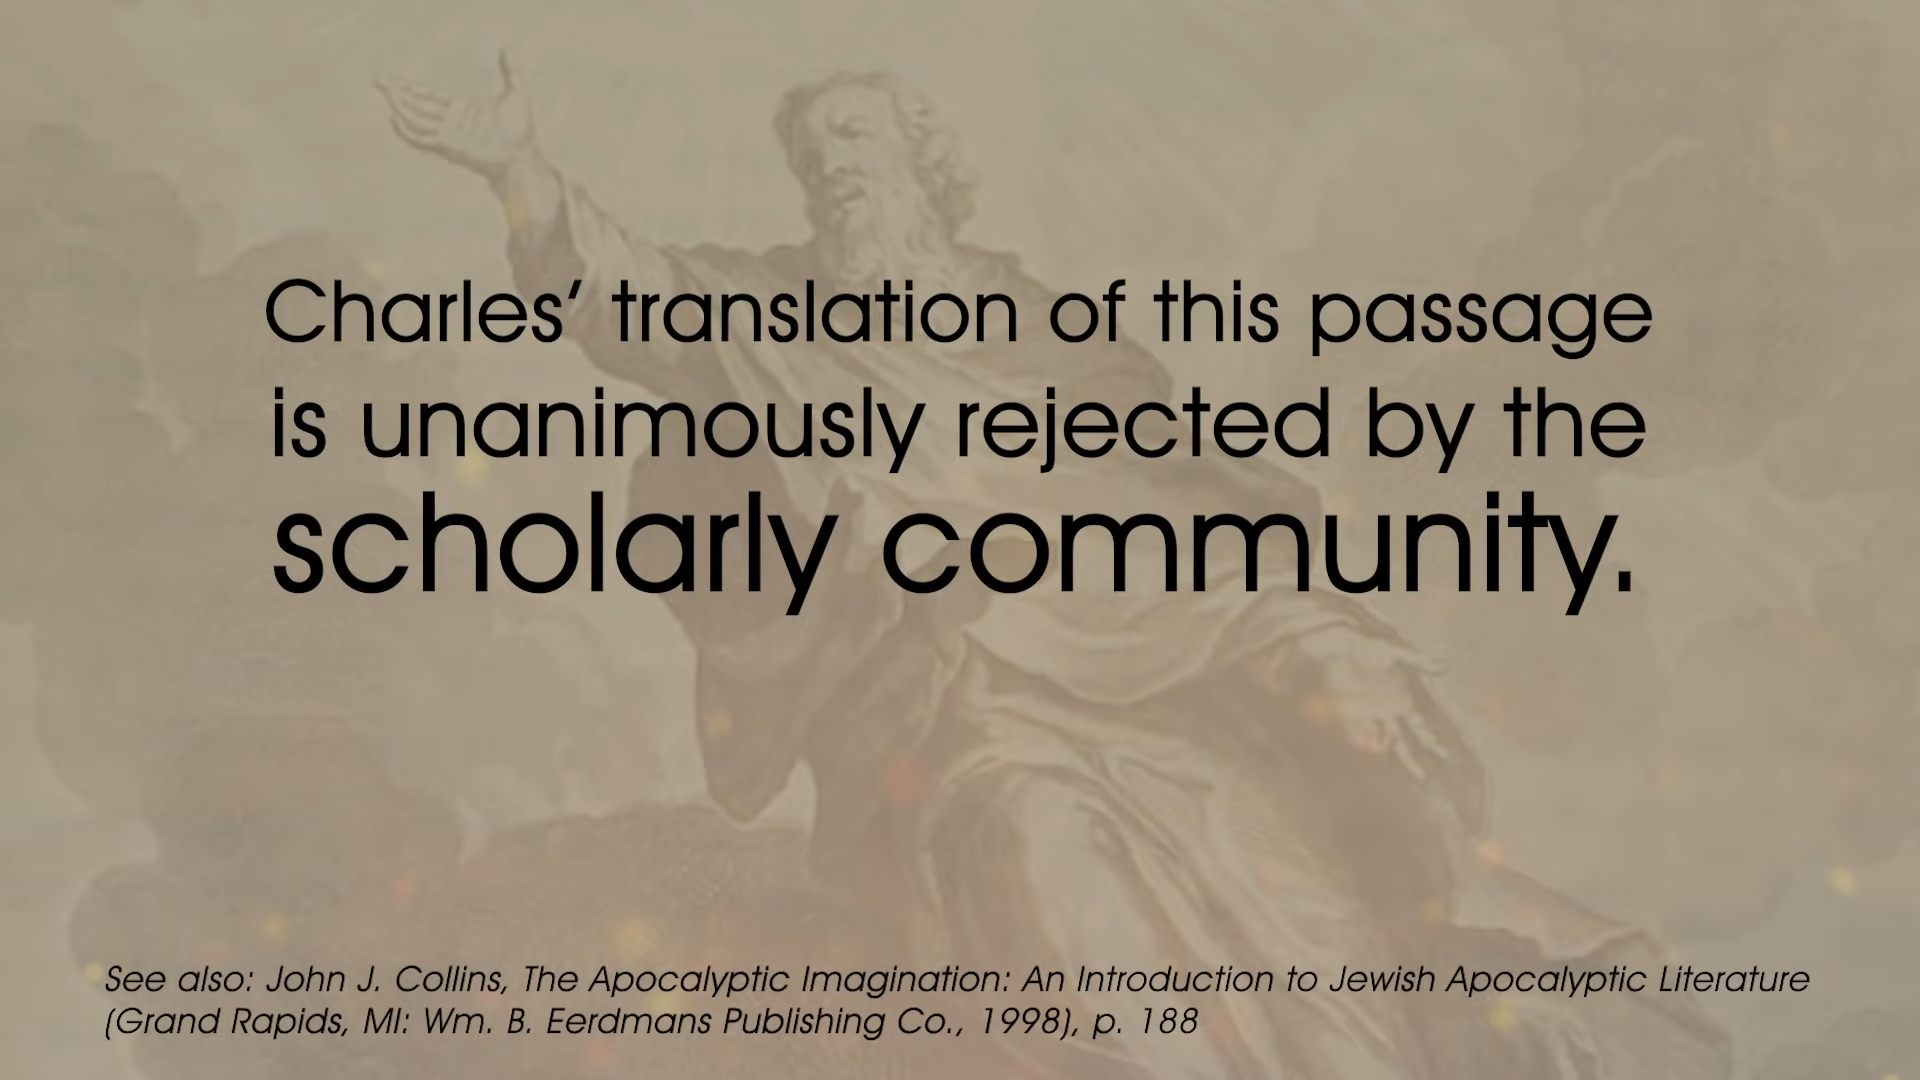 Charles’ translation of this passage
is unanimously rejected by the
scholarly community.
See also: John J. Collins, The Apocalyptic Imagination: An Introduction to Jewish Apocalyptic Literature
(Grand Rapids, MI: Wm. B. Eerdmans Publishing Co., 1998), p. 188